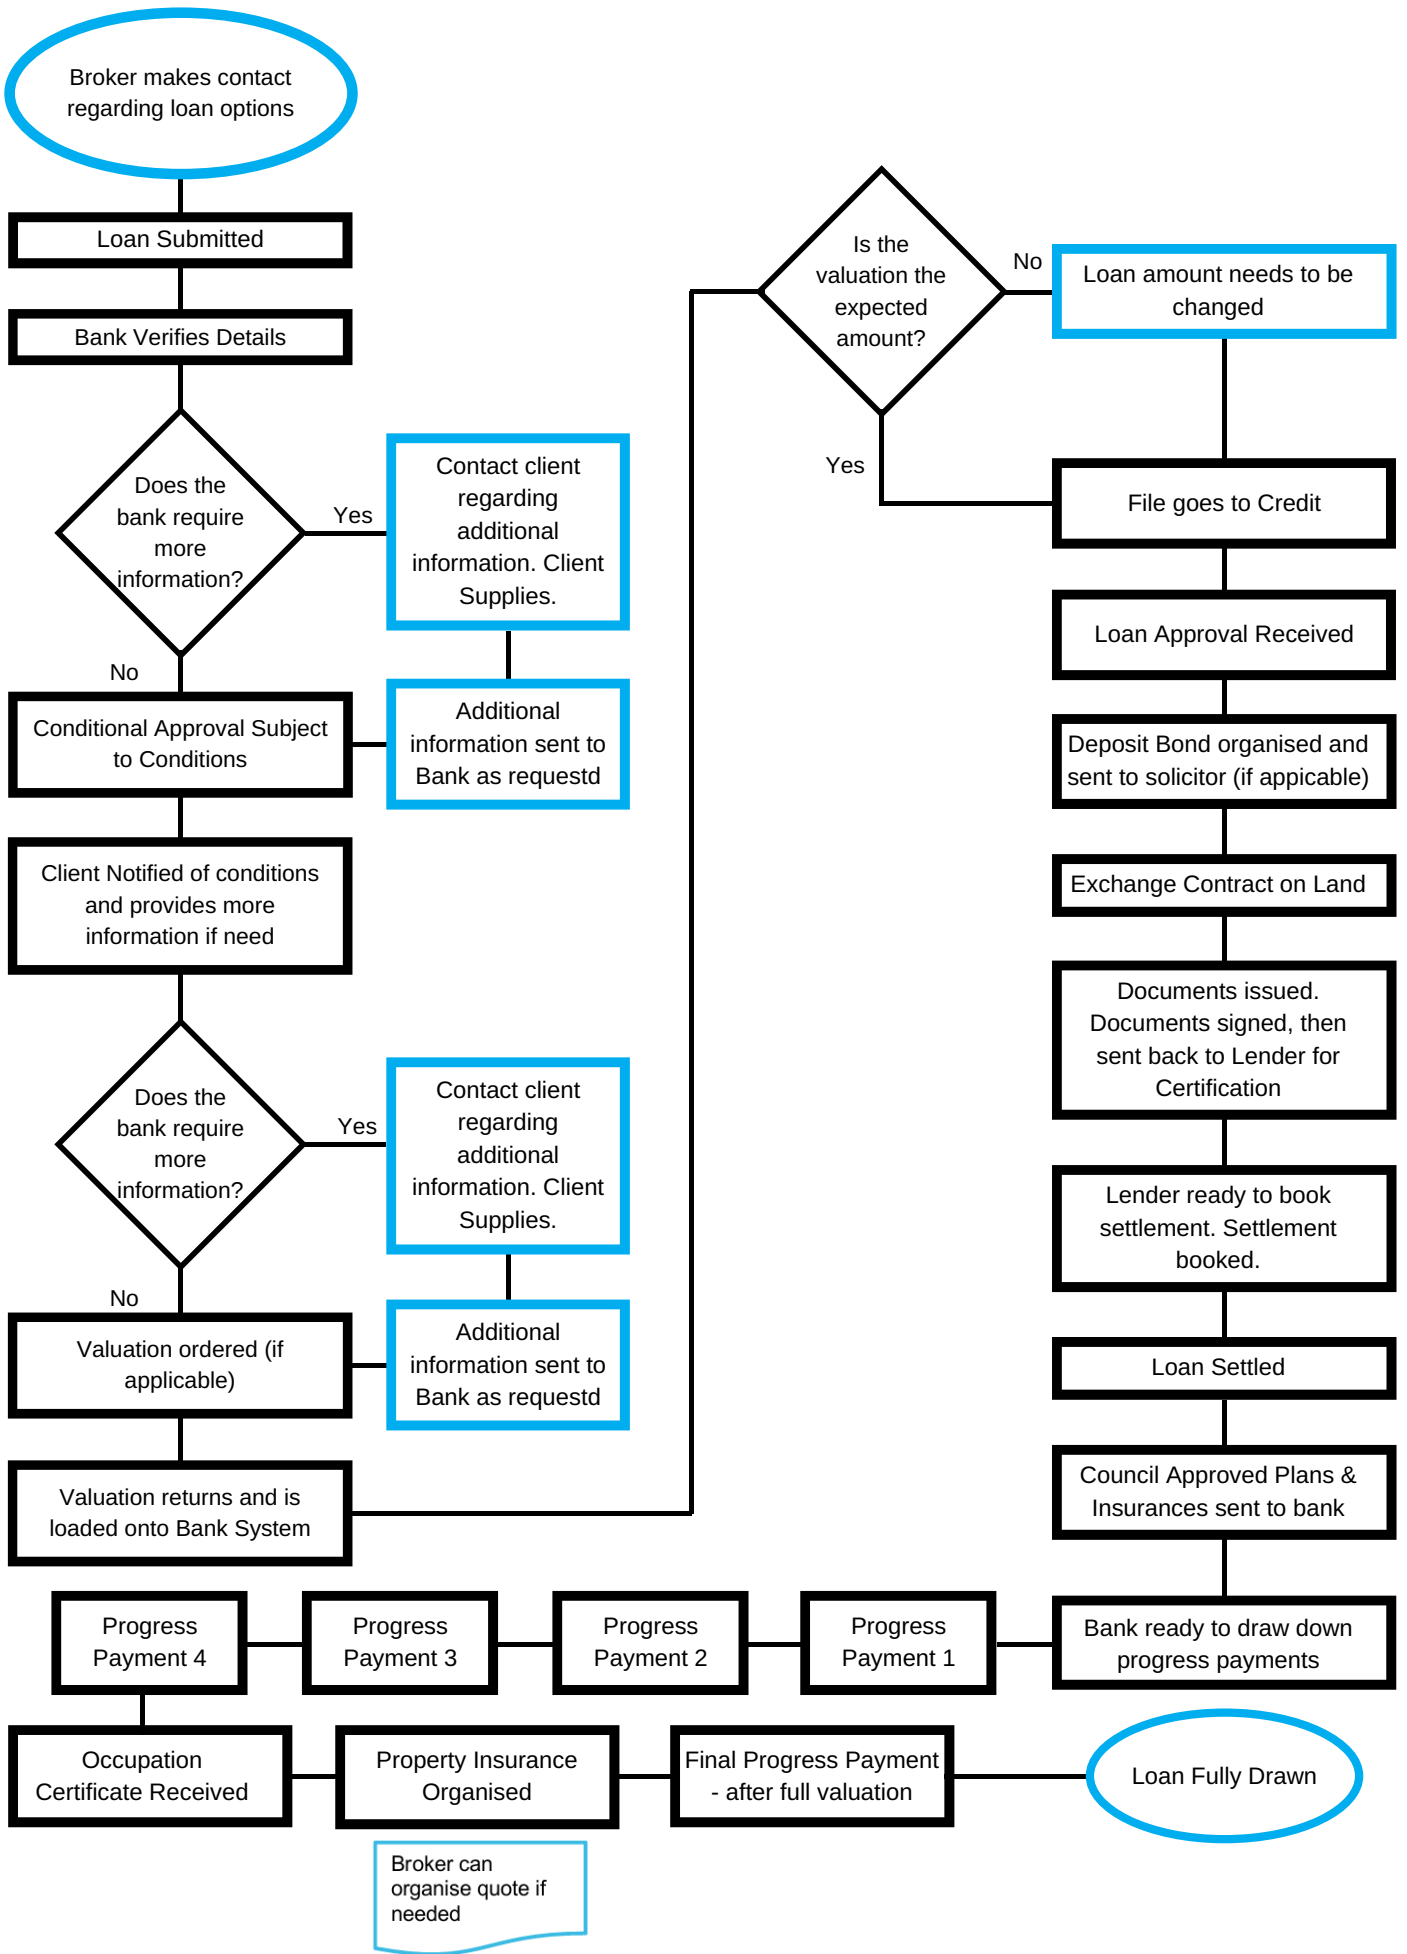 Broker makes contact
regarding loan options
Loan Submitted
Bank Verifies Details
Does the
bank require
more
information?
Yes
Contact client
regarding
additional
information. Client
Supplies.
Additional
information sent to
Bank as requestd
No
Conditional Approval Subject
to Conditions
Client Notified of conditions
and provides more
information if need
Does the
bank require
more
information?
Yes
Contact client
regarding
additional
information. Client
Supplies.
Additional
information sent to
Bank as requestd
No
Valuation ordered (if
applicable)
Valuation returns and is
loaded onto Bank System
Is the
valuation the
expected
amount?
No
Loan amount needs to be
changed
Yes
File goes to Credit
Loan Approval Received
Deposit Bond organised and
sent to solicitor (if appicable)
Exchange Contract on Land
Documents issued.
Documents signed, then
sent back to Lender for
Certification
Lender ready to book
settlement. Settlement
booked.
Loan Settled
Council Approved Plans &
Insurances sent to bank
Bank ready to draw down
progress payments
Progress
Payment 1
Progress
Payment 2
Progress
Payment 3
Progress
Payment 4
Occupation
Certificate Received
Property Insurance
Organised
Broker can
organise quote if
needed
Final Progress Payment
- after full valuation
Loan Fully Drawn